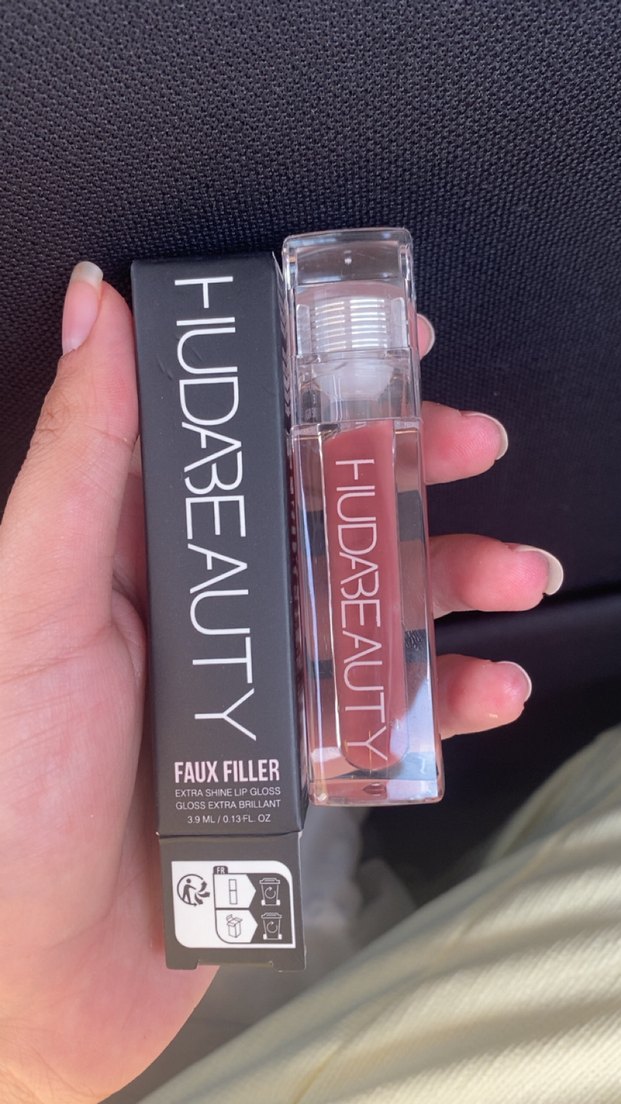 HUDABEAUTY
FAUX FILLER
EXTRA SHINE LIP GLOSS
GLOSS EXTRA BRILLANT
3.9 ML / 0.13 FL. OZ
FR
HUDABEAUTY